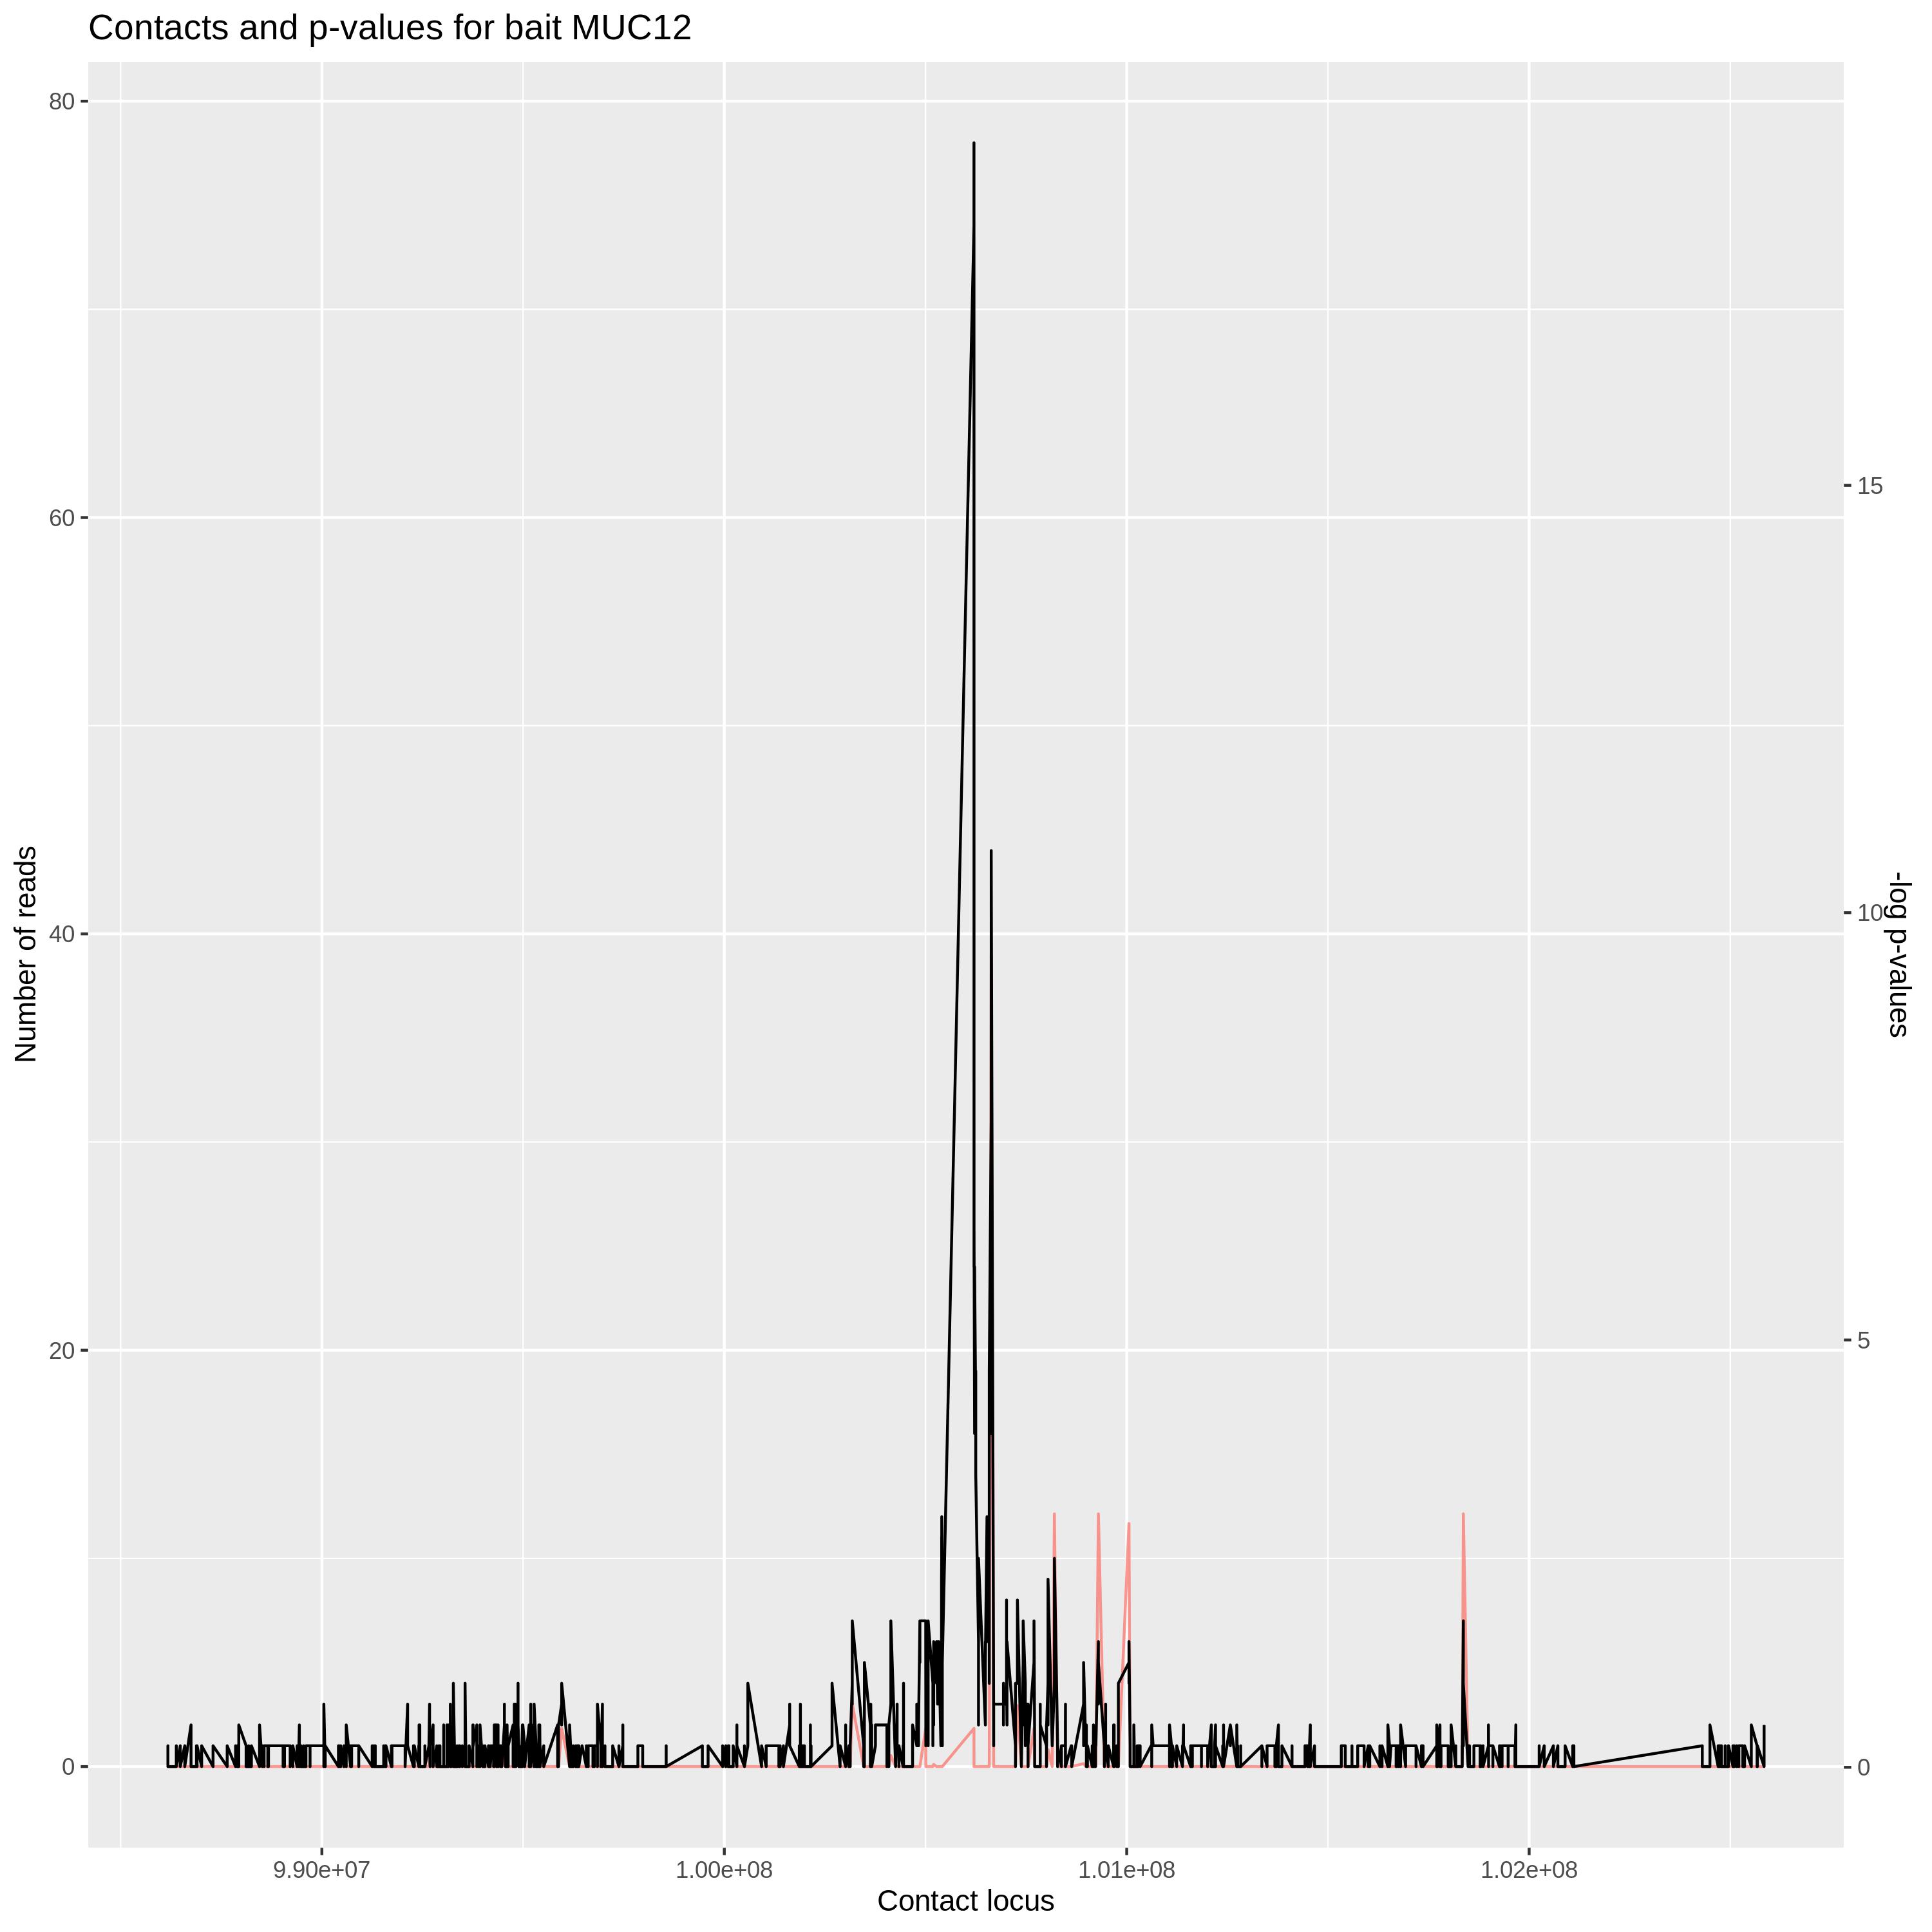 Contacts and p-values for bait MUC12
80
60
40
20
0
Number of reads
15
10
5
0
-log p-values
9.90e+07
1.00e+08
1.01e+08
1.02e+08
Contact locus